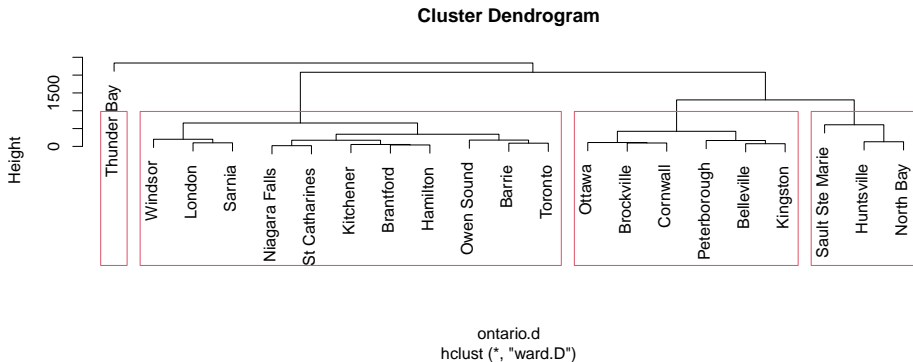 Cluster Dendrogram
Height
0
1500
Thunder Bay
Windsor
London
Sarnia
Niagara Falls
St Catharines
Kitchener
Brantford
Hamilton
Owen Sound
Barrie
Toronto
Ottawa
Brockville
Cornwall
Peterborough
Belleville
Kingston
Sault Ste Marie
Huntsville
North Bay
ontario.d
hclust (*, "ward.D")